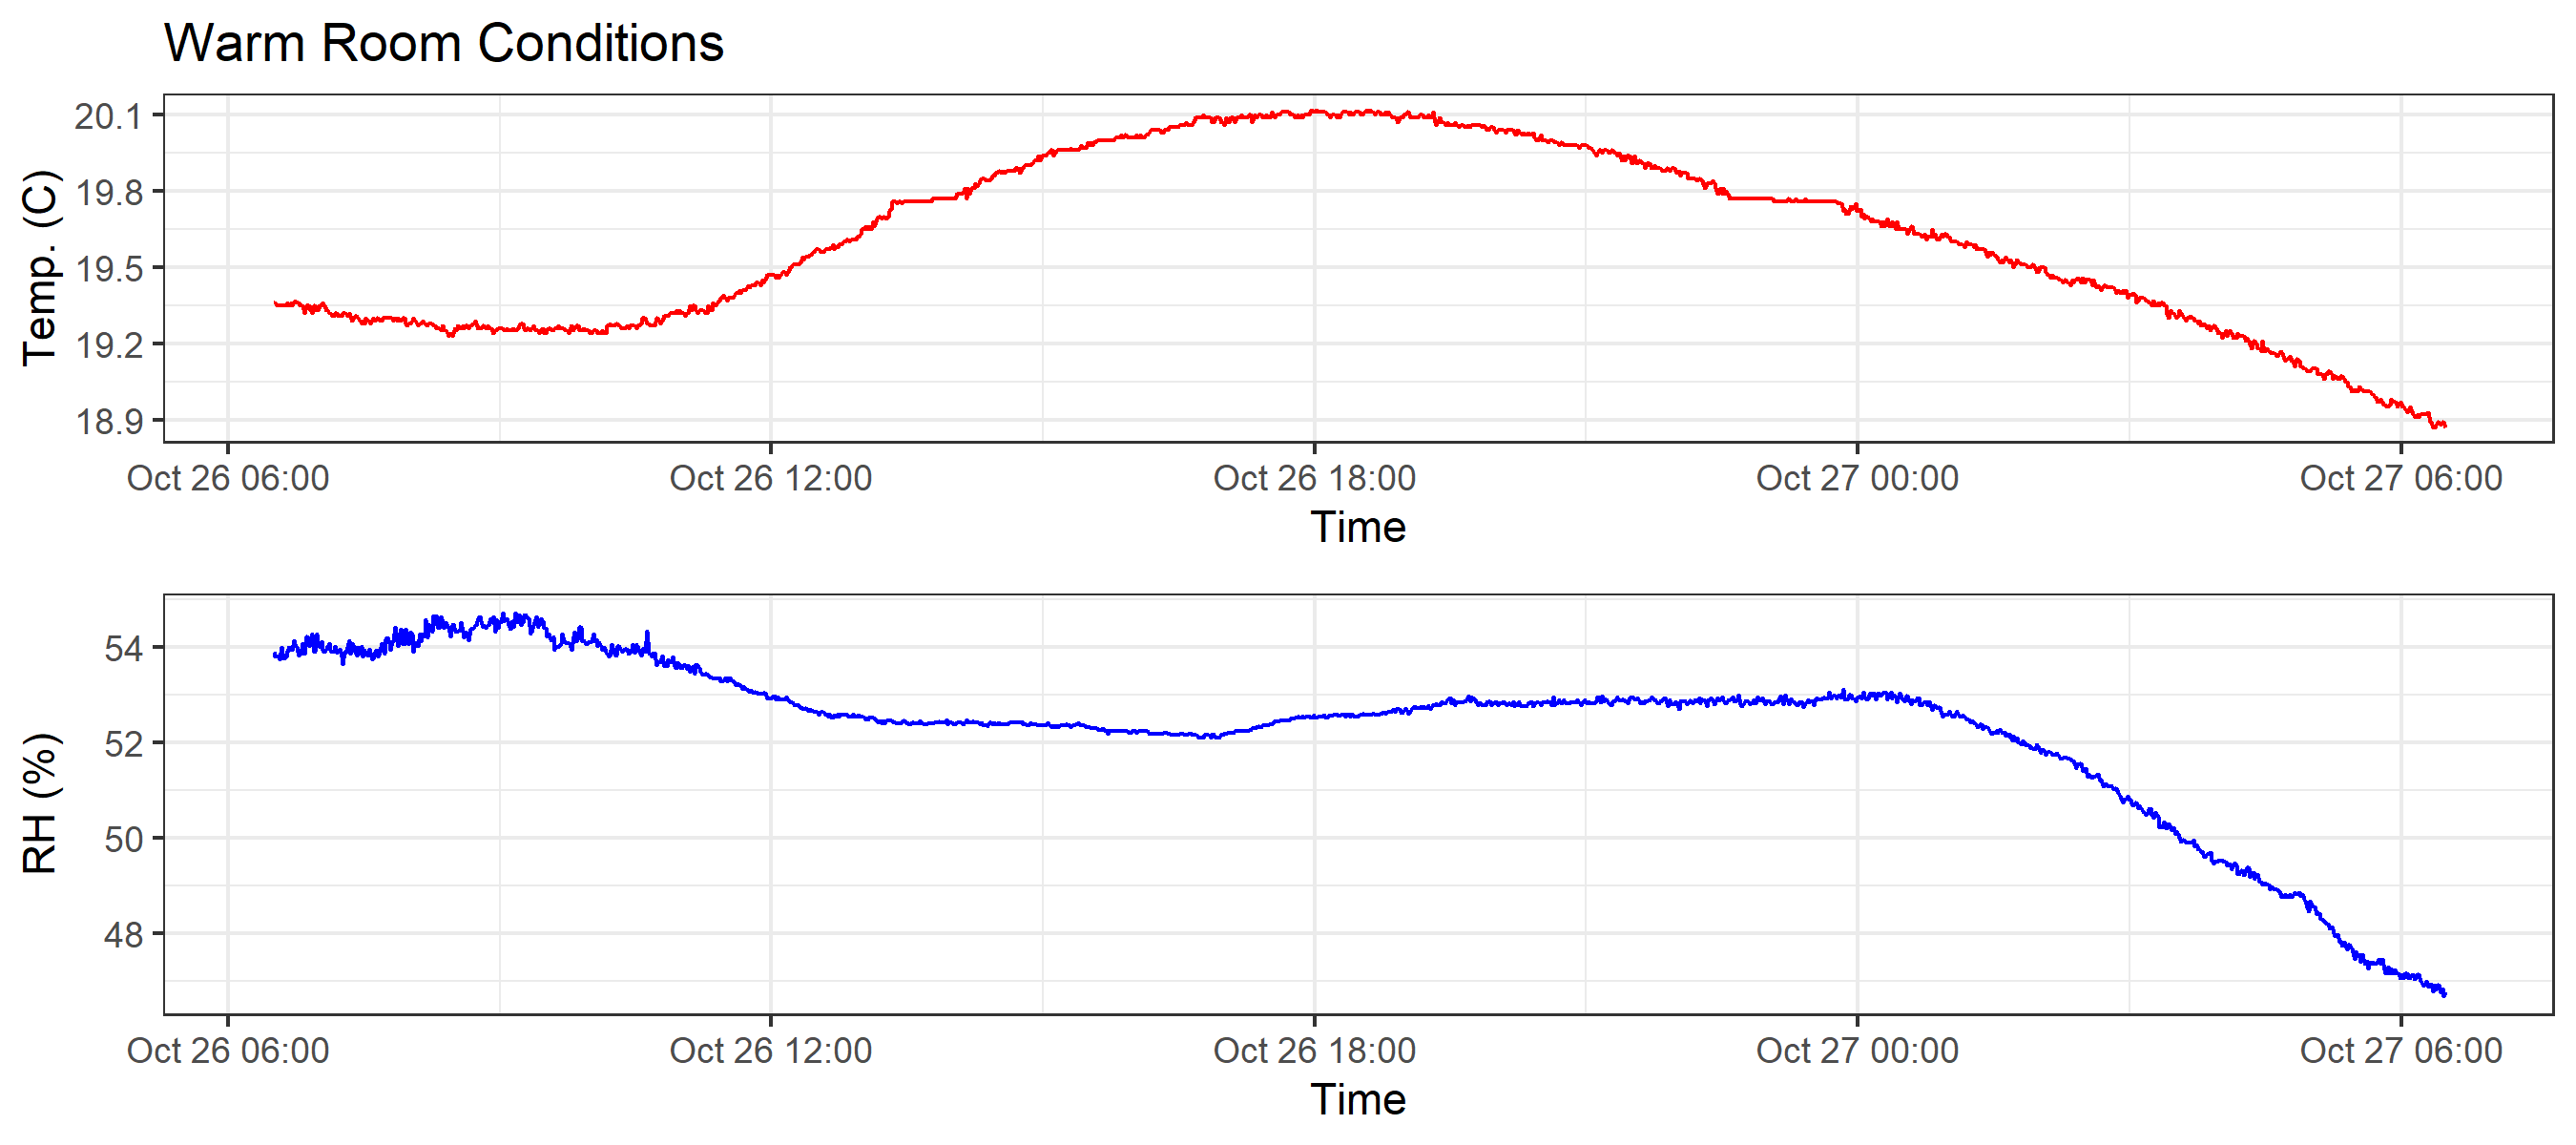 Warm Room Conditions
20.1
19.8
19.5
19.2
18.9
Temp. (C)
Oct 26 06:00 Oct 26 12:00 Oct 26 18:00 Oct 27 00:00 Oct 27 06:00
Time
54
52
50
48
RH (%)
Oct 26 06:00 Oct 26 12:00 Oct 26 18:00 Oct 27 00:00 Oct 27 06:00
Time